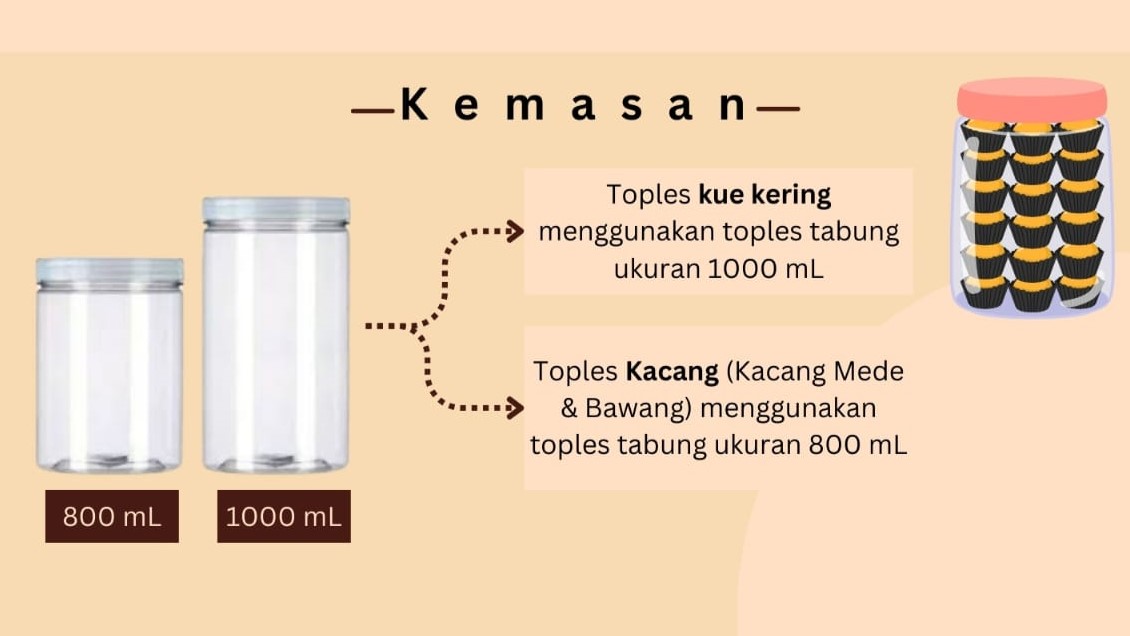 Kemasan
Toples kue kering
menggunakan toples tabung
ukuran 1000 mL
Toples Kacang (Kacang Mede
& Bawang) menggunakan
toples tabung ukuran 800 mL
800 mL
1000 mL